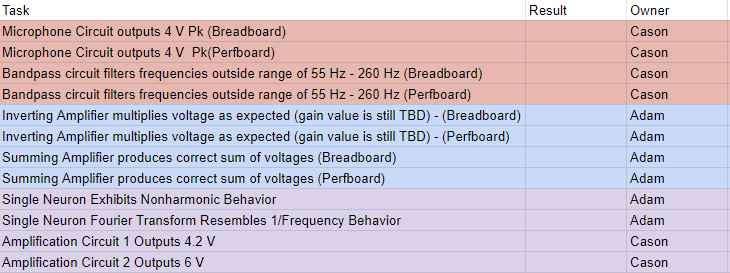 Task Result Owner
Microphone Circuit outputs 4 V Pk (Breadboard) Cason
Microphone Circuit outputs 4 V  Pk(Perfboard) Cason
Bandpass circuit filters frequencies outside range of 55 Hz - 260 Hz (Breadboard) Cason
Bandpass circuit filters frequencies outside range of 55 Hz - 260 Hz (Perfboard) Cason
Inverting Amplifier multiplies voltage as expected (gain value is still TBD) - (Breadboard) Adam
Inverting Amplifier multiplies voltage as expected (gain value is still TBD) - (Perfboard) Adam
Summing Amplifier produces correct sum of voltages (Breadboard) Adam
Summing Amplifier produces correct sum of voltages (Perfboard) Adam
Single Neuron Exhibits Nonharmonic Behavior Adam
Single Neuron Fourier Transform Resembles 1/Frequency Behavior Adam
Amplification Circuit 1 Outputs 4.2 V Cason
Amplification Circuit 2 Outputs 6 V Cason